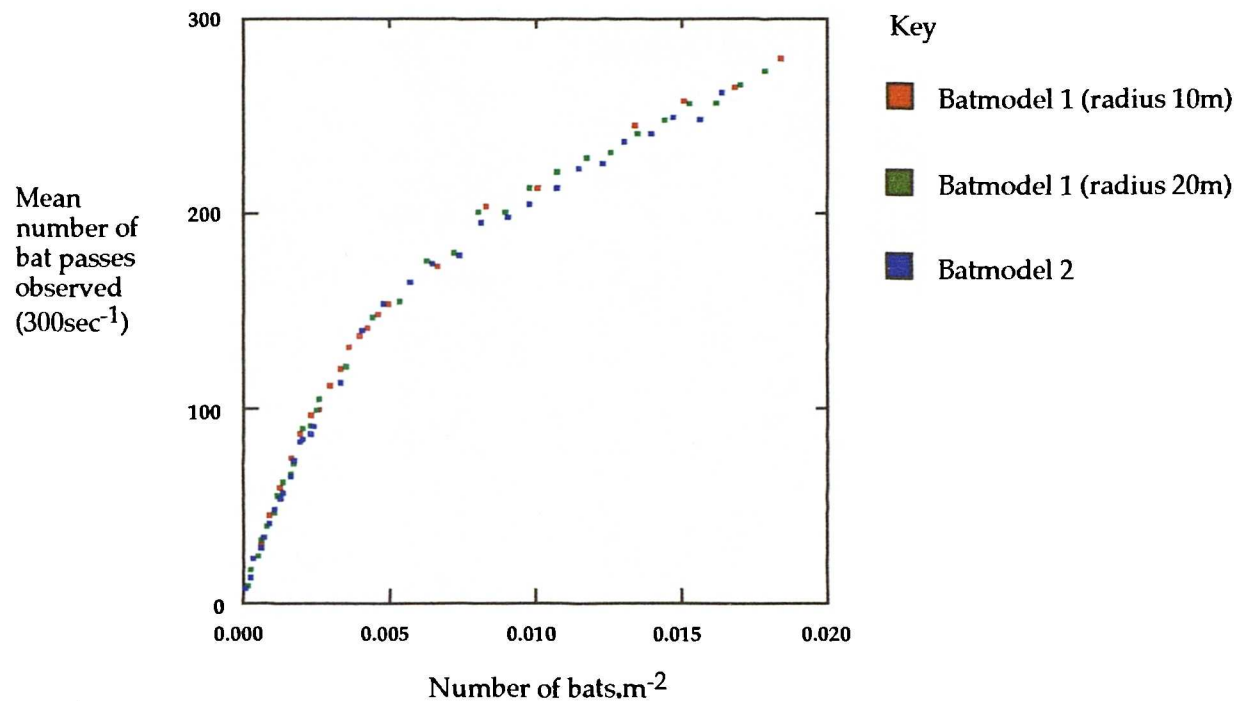 300
200
100
0
0.000 0.005 0.010 0.015 0.020
Mean
number of
bat passes
observed
(300sec⁻¹)
Number of bats.m⁻²
Key
Batmodel 1 (radius 10m)
Batmodel 1 (radius 20m)
Batmodel 2